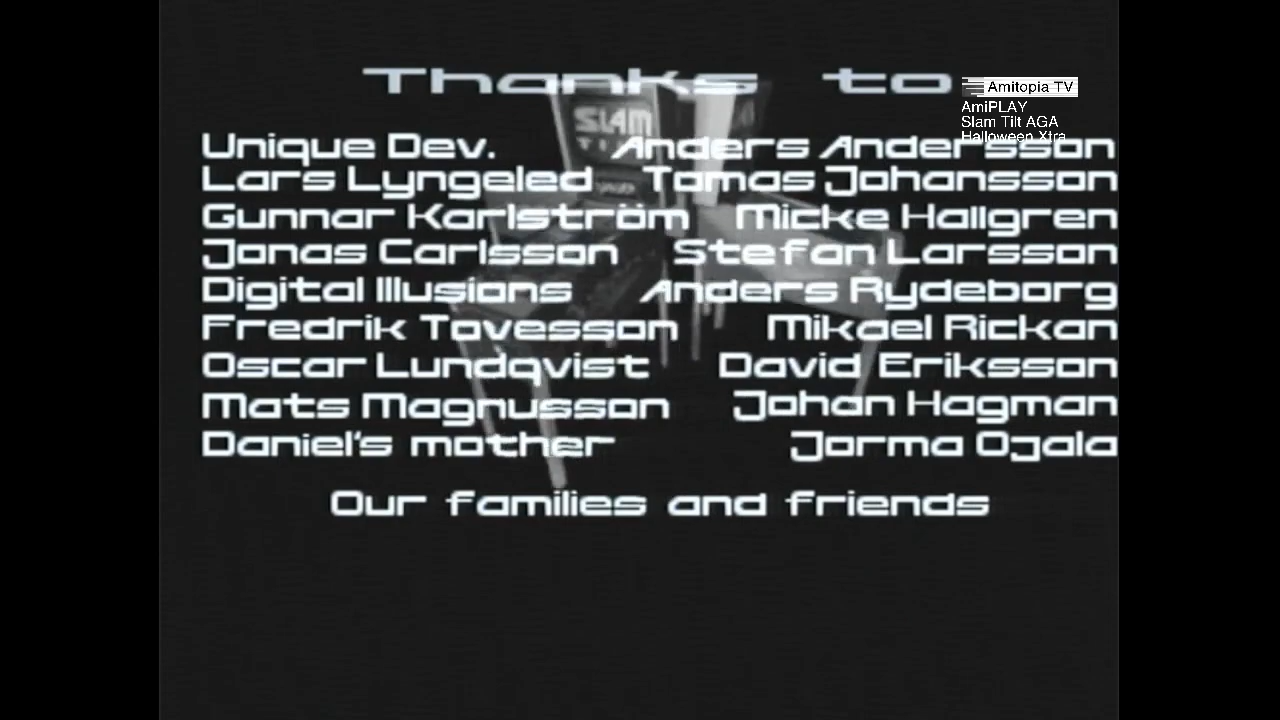 Thanks to
Amitopia TV
AmiPLAY
Slam Tilt AGA
Halloween Xtra
SLAM
TILT
Unique Dev. Anders Andersson
Lars Lyngeled Tomas Johansson
Gunnar Karlström Micke Hallgren
Jonas Carlsson Stefan Larsson
Digital Illusions Anders Rydeborg
Fredrik Tovesson Mikael Rickan
Oscar Lundqvist David Eriksson
Mats Magnusson Johan Hagman
Daniel's mother Jorma Ojala
Our families and friends